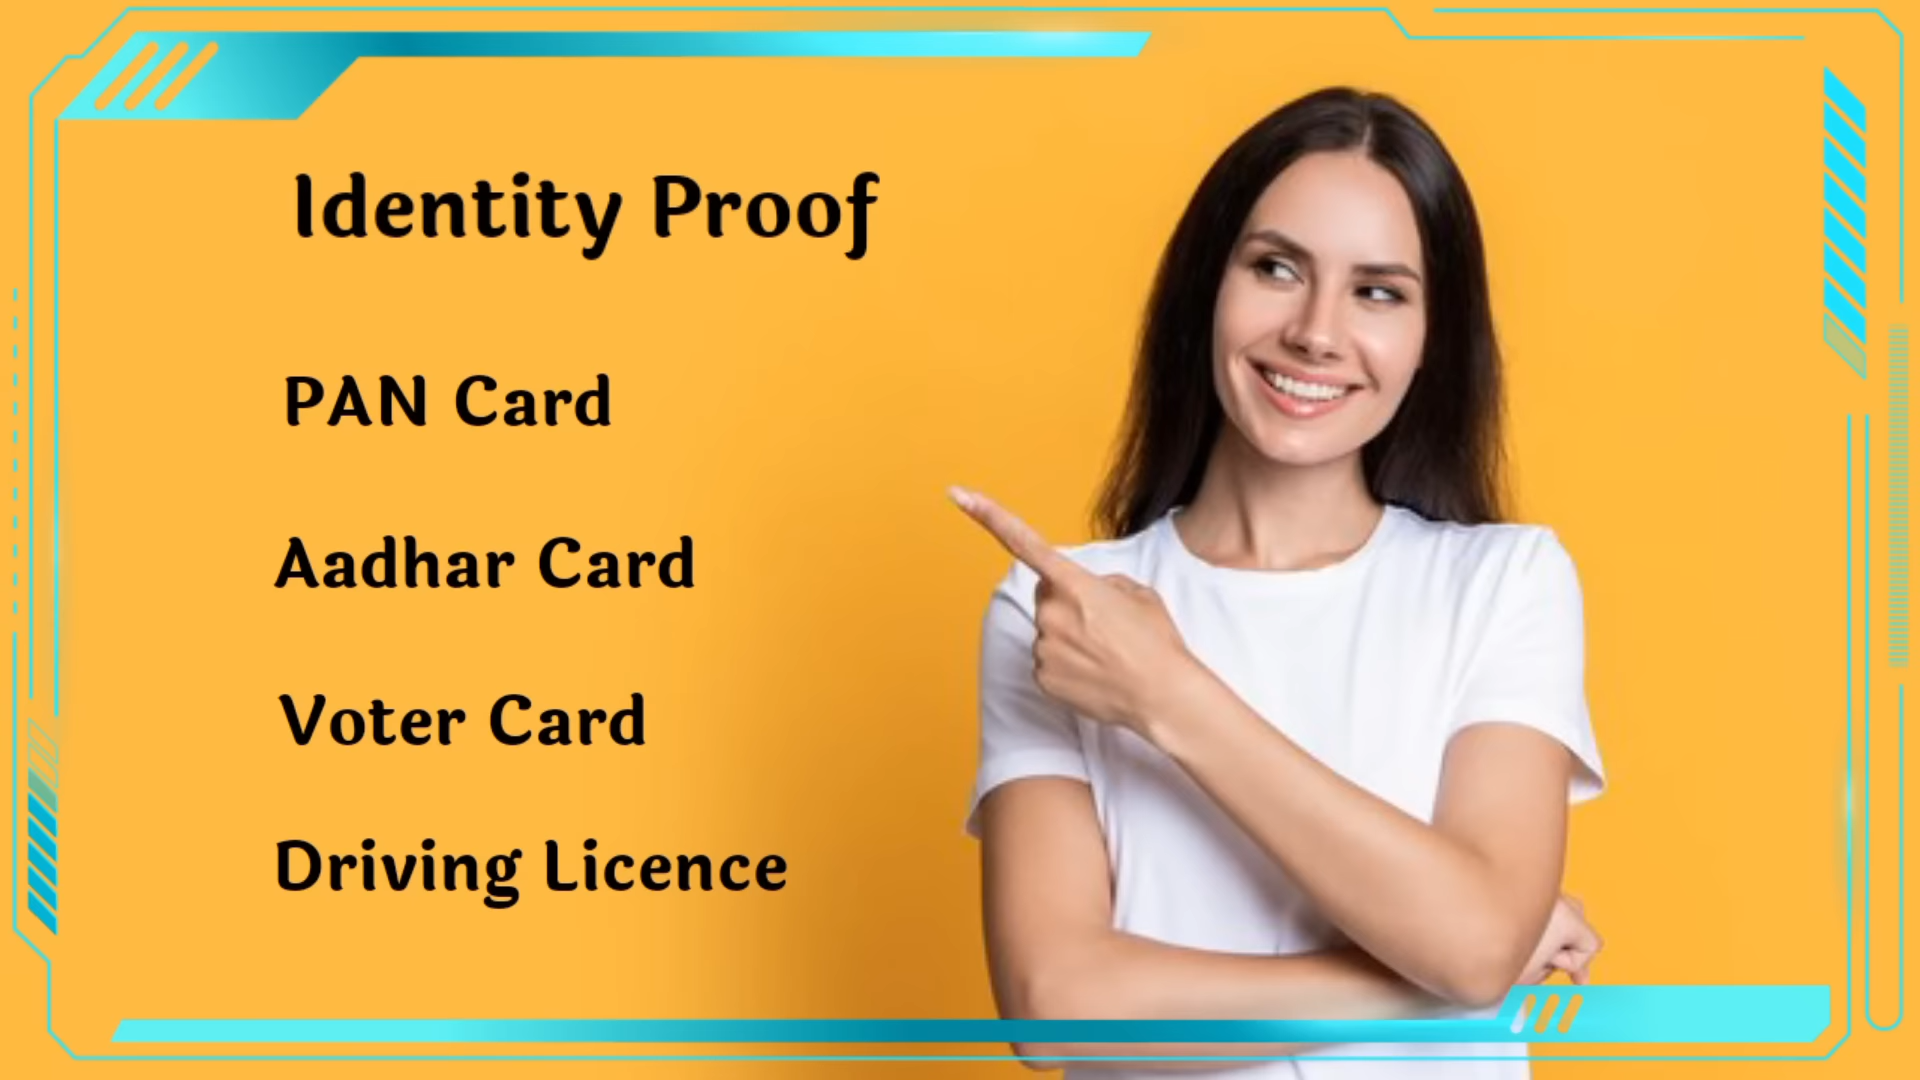 Identity Proof
PAN Card
Aadhar Card
Voter Card
Driving Licence